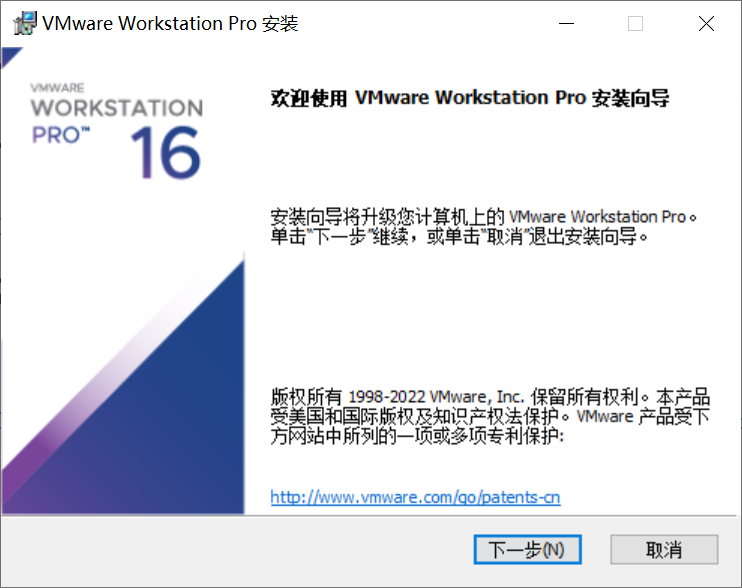 VMware Workstation Pro 安装
VMWARE
WORKSTATION
PRO™
16
欢迎使用 VMware Workstation Pro 安装向导
安装向导将升级您计算机上的 VMware Workstation Pro。
单击“下一步”继续，或单击“取消”退出安装向导。
版权所有 1998-2022 VMware, Inc. 保留所有权利。本产品
受美国和国际版权及知识产权法保护。VMware 产品受下
方网站中所列的一项或多项专利保护:
http://www.vmware.com/go/patents-cn
下一步(N)
取消